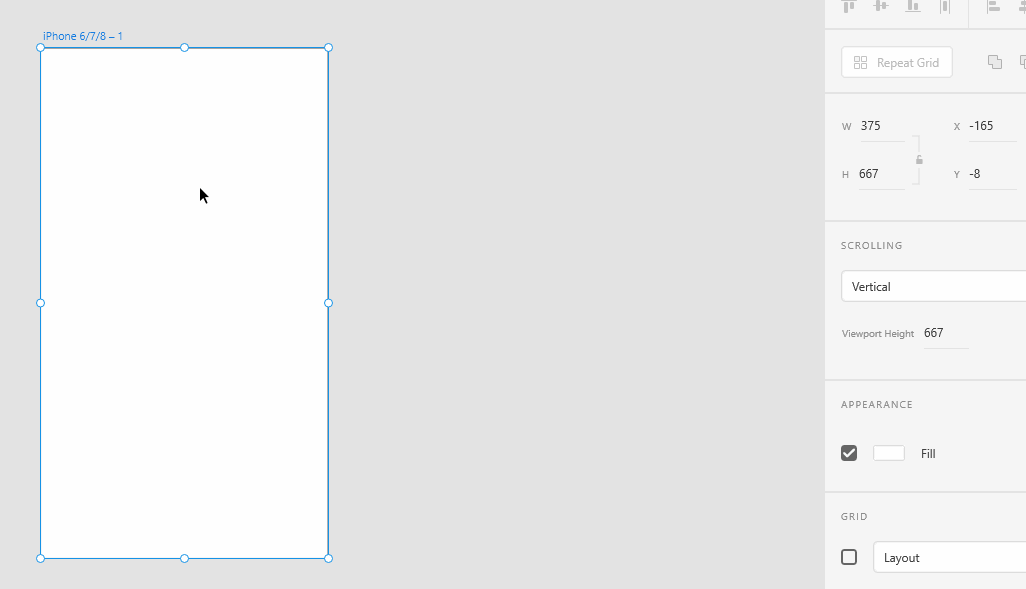 iPhone 6/7/8 – 1
Repeat Grid
W 375 X -165
H 667 Y -8
SCROLLING
Vertical
Viewport Height 667
APPEARANCE
Fill
GRID
Layout